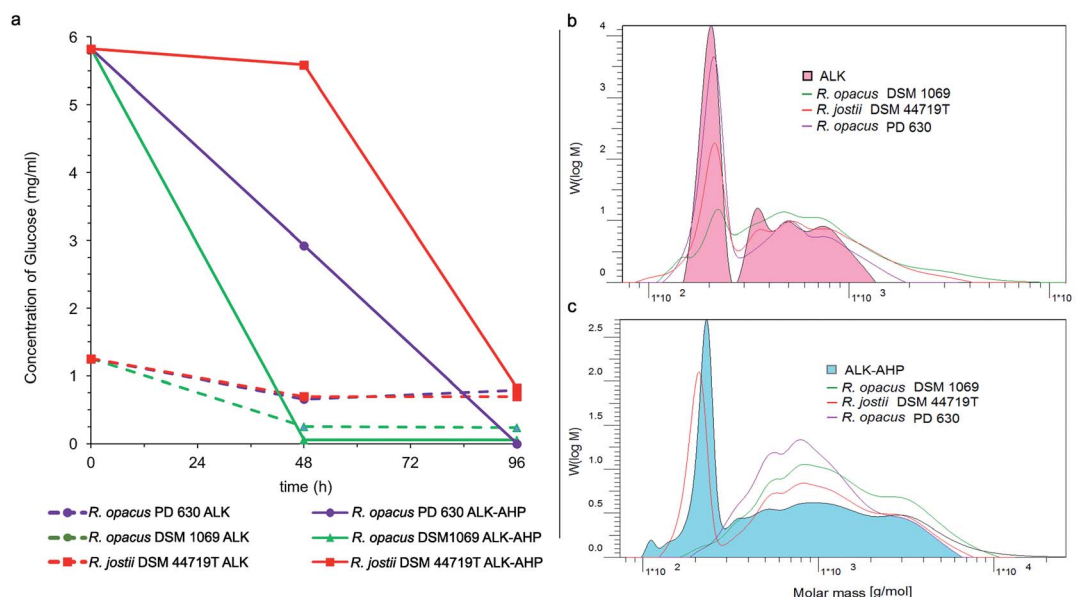 a
6
5
4
3
2
1
0
Concentration of Glucose (mg/ml)
0 24 48 72 96
time (h)
R. opacus PD 630 ALK
R. opacus DSM 1069 ALK
R. jostii DSM 44719T ALK
R. opacus PD 630 ALK-AHP
R. opacus DSM1069 ALK-AHP
R. jostii DSM 44719T ALK-AHP
b
4
3
2
1
0
W(log M)
ALK
R. opacus DSM 1069
R. jostii DSM 44719T
R. opacus PD 630
1*10 2 1*10 3 1*10
c
2.5
2.0
1.5
1.0
0.5
0.0
W(log M)
ALK-AHP
R. opacus DSM 1069
R. jostii DSM 44719T
R. opacus PD 630
1*10 2 1*10 3 1*10 4
Molar mass [g/mol]